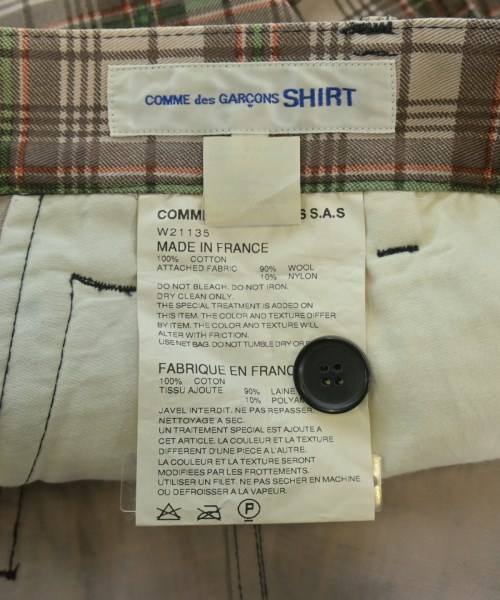 COMME des GARÇONS SHIRT
COMME S S.A.S
W21135
MADE IN FRANCE
100% COTTON
ATTACHED FABRIC 90% WOOL
10% NYLON
DO NOT BLEACH. DO NOT IRON.
DRY CLEAN ONLY.
THE SPECIAL TREATMENT IS ADDED ON
THIS ITEM. THE COLOR AND TEXTURE DIFFER
BY ITEM. THE COLOR AND TEXTURE WILL
ALTER WITH FRICTION.
USE NET BAG. DO NOT TUMBLE DRY OR
FABRIQUE EN FRANC
100% COTON
TISSU AJOUTE 90% LAINE
10% POLYAM
JAVEL INTERDIT. NE PAS REPASSER.
NETTOYAGE A SEC.
UN TRAITEMENT SPECIAL EST AJOUTE A
CET ARTICLE. LA COULEUR ET LA TEXTURE
DIFFERENT D'UNE PIECE A L'AUTRE.
LA COULEUR ET LA TEXTURE SERONT
MODIFIEES PAR LES FROTTEMENTS.
UTILISER UN FILET. NE PAS SECHER EN MACHINE
OU DEFROISSER A LA VAPEUR.
P